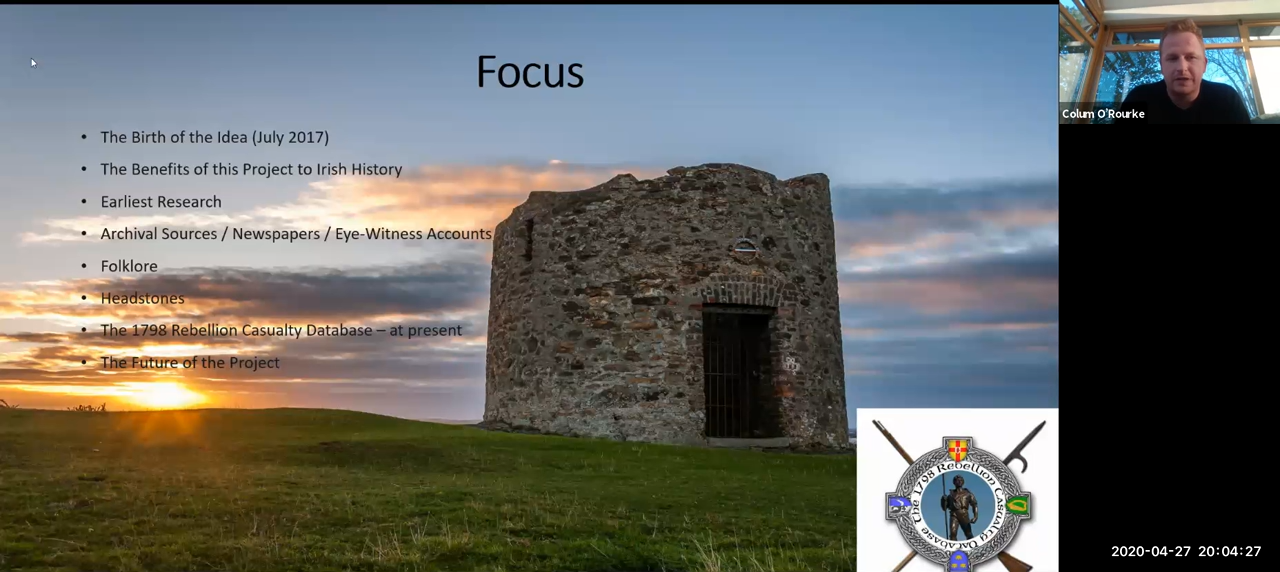 Focus
• The Birth of the Idea (July 2017)
• The Benefits of this Project to Irish History
• Earliest Research
• Archival Sources / Newspapers / Eye-Witness Accounts
• Folklore
• Headstones
• The 1798 Rebellion Casualty Database – at present
• The Future of the Project
The 1798 Rebellion Casualty Database
Colum O'Rourke
2020-04-27 20:04:27